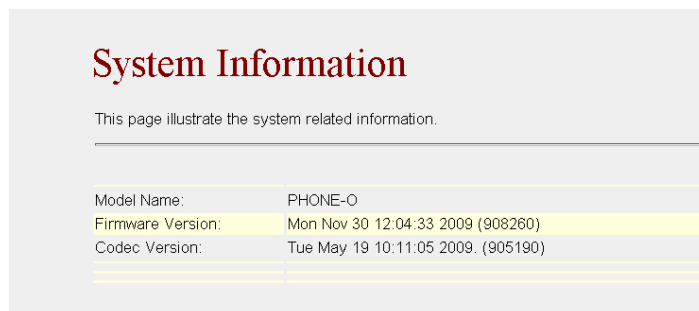 System Information
This page illustrate the system related information.
Model Name: PHONE-O
Firmware Version: Mon Nov 30 12:04:33 2009 (908260)
Codec Version: Tue May 19 10:11:05 2009. (905190)